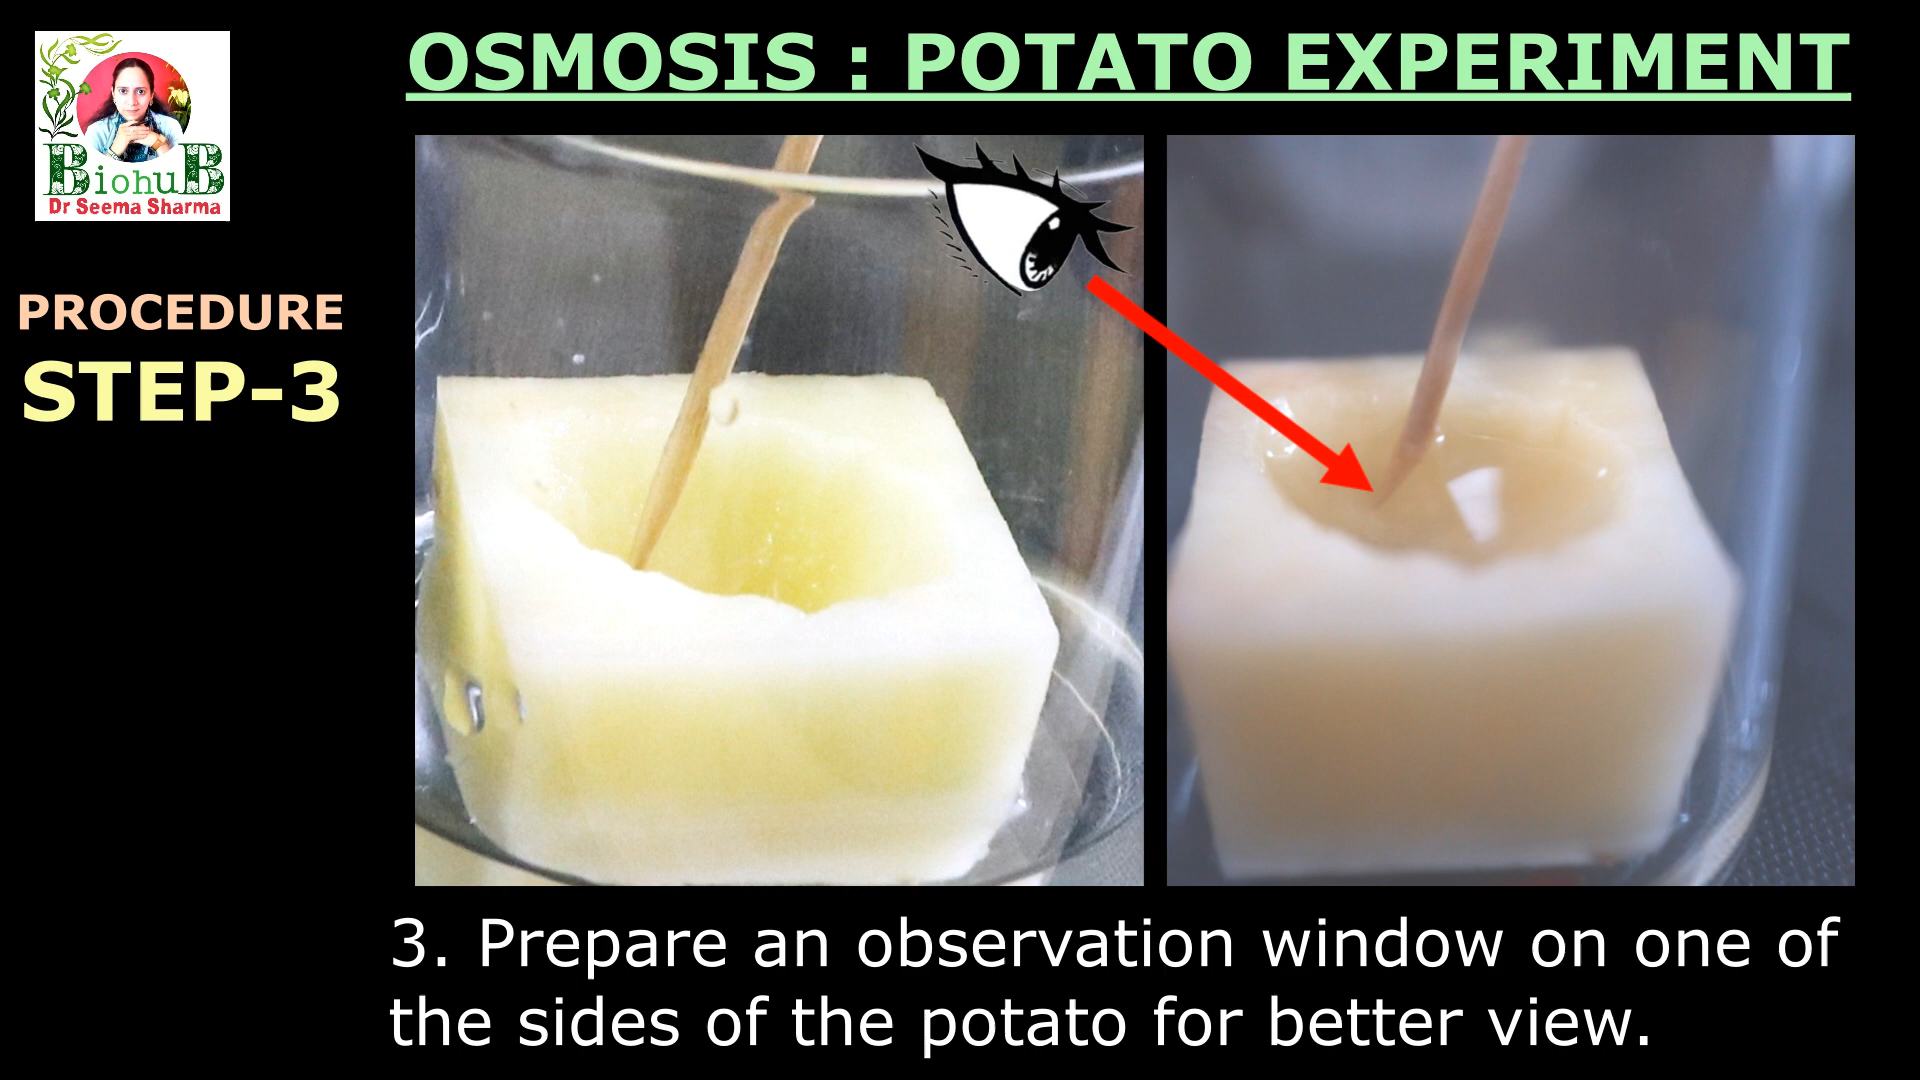 OSMOSIS : POTATO EXPERIMENT
BiohuB
Dr Seema Sharma
PROCEDURE
STEP-3
3. Prepare an observation window on one of
the sides of the potato for better view.